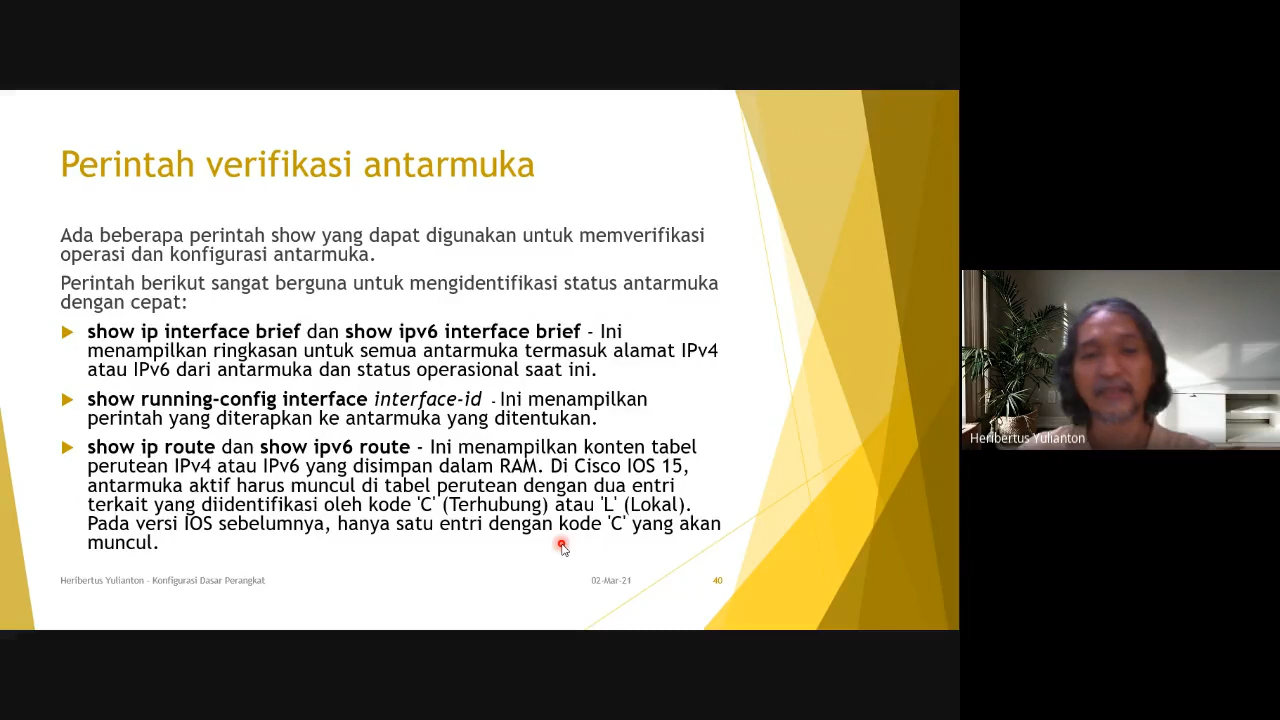 Perintah verifikasi antarmuka
Ada beberapa perintah show yang dapat digunakan untuk memverifikasi
operasi dan konfigurasi antarmuka.
Perintah berikut sangat berguna untuk mengidentifikasi status antarmuka
dengan cepat:
show ip interface brief dan show ipv6 interface brief - Ini
menampilkan ringkasan untuk semua antarmuka termasuk alamat IPv4
atau IPv6 dari antarmuka dan status operasional saat ini.
show running-config interface interface-id - Ini menampilkan
perintah yang diterapkan ke antarmuka yang ditentukan.
show ip route dan show ipv6 route - Ini menampilkan konten tabel
perutean IPv4 atau IPv6 yang disimpan dalam RAM. Di Cisco IOS 15,
antarmuka aktif harus muncul di tabel perutean dengan dua entri
terkait yang diidentifikasi oleh kode 'C' (Terhubung) atau 'L' (Lokal).
Pada versi IOS sebelumnya, hanya satu entri dengan kode 'C' yang akan
muncul.
Heribertus Yulianton - Konfigurasi Dasar Perangkat
02-Mar-21
40
Heribertus Yulianton